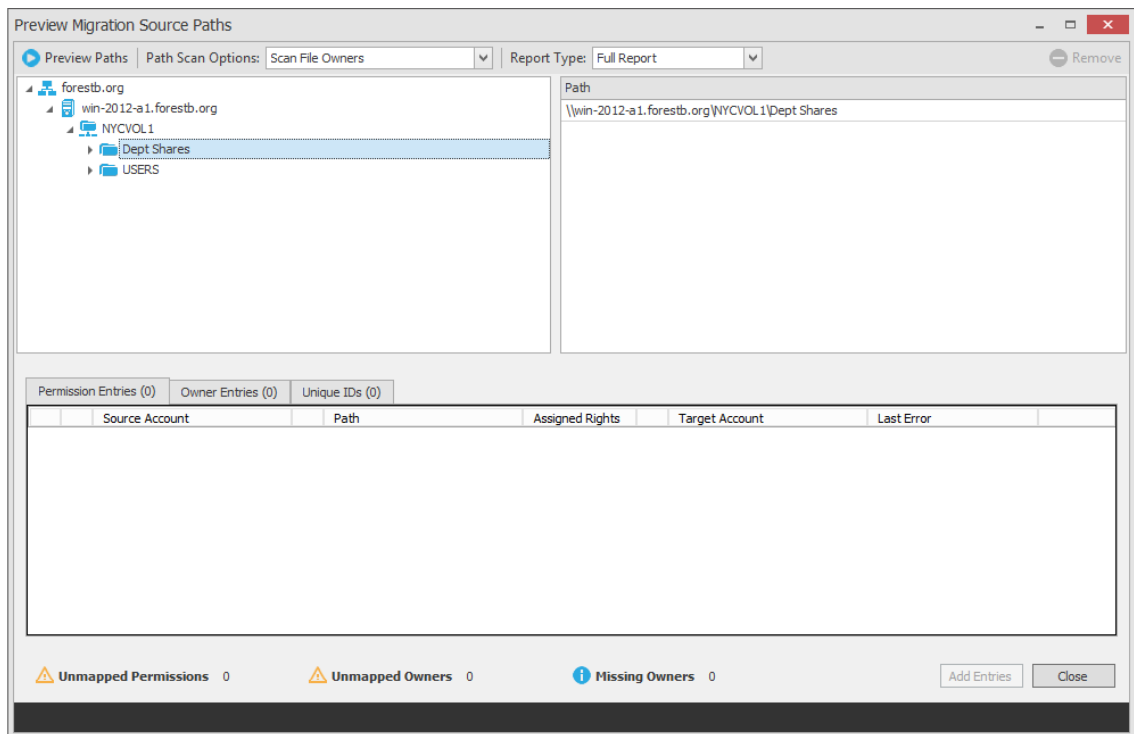 Preview Migration Source Paths
Preview Paths Path Scan Options: Scan File Owners Report Type: Full Report Remove
forestb.org
win-2012-a1.forestb.org
NYCVOL1
Dept Shares
USERS
Path
\\win-2012-a1.forestb.org\NYCVOL1\Dept Shares
Permission Entries (0) Owner Entries (0) Unique IDs (0)
Source Account Path Assigned Rights Target Account Last Error
Unmapped Permissions 0 Unmapped Owners 0 Missing Owners 0 Add Entries Close